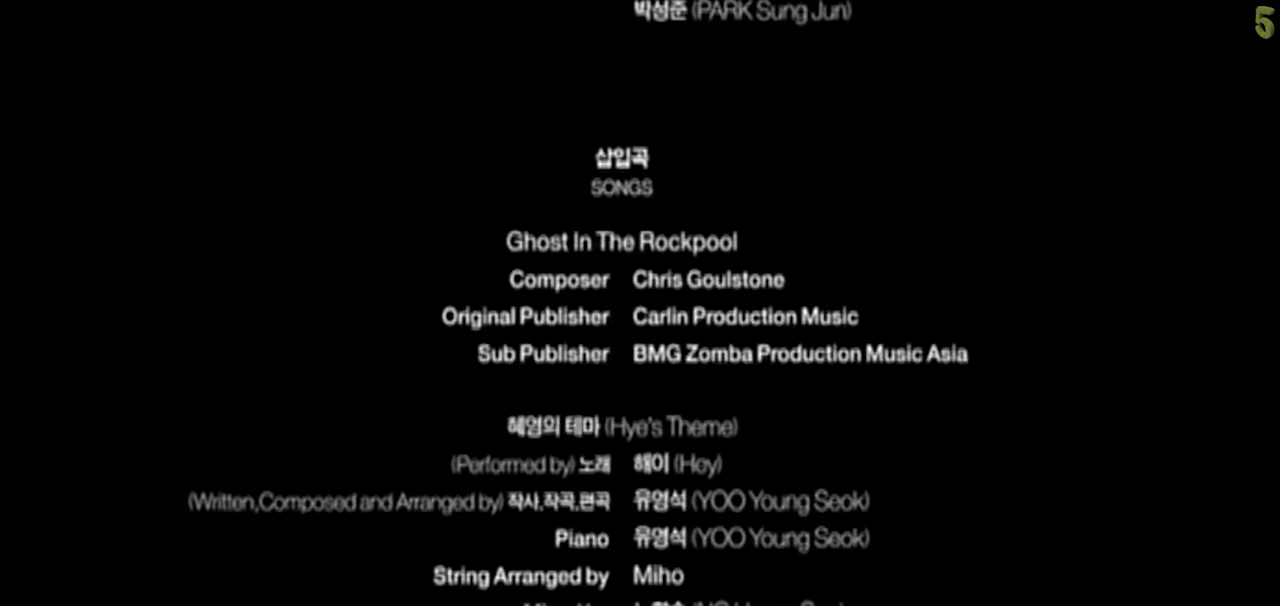 박성준 (PARK Sung Jun)
5
삽입곡
SONGS
Ghost In The Rockpool
Composer Chris Goulstone
Original Publisher Carlin Production Music
Sub Publisher BMG Zomba Production Music Asia
혜영의 테마 (Hye's Theme)
(Performed by) 노래 해이 (Hey)
(Written,Composed and Arranged by) 작사,작곡,편곡 유영석 (YOO Young Seok)
Piano 유영석 (YOO Young Seok)
String Arranged by Miho